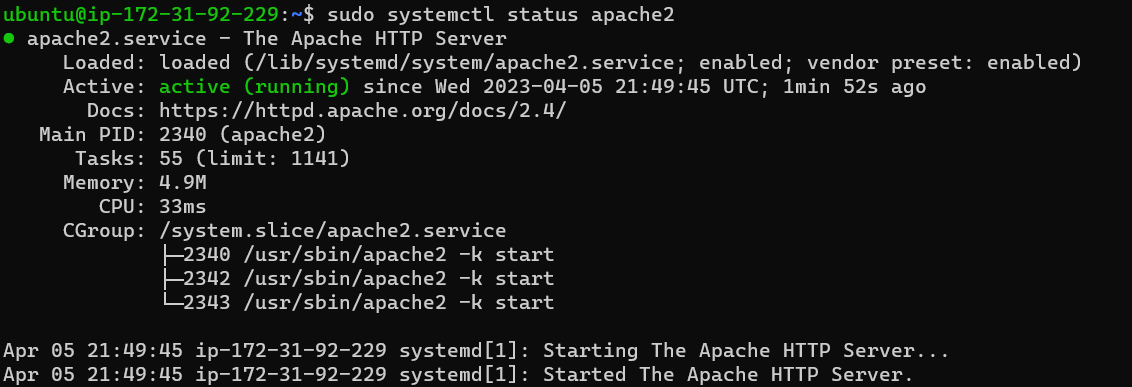 ubuntu@ip-172-31-92-229:~$ sudo systemctl status apache2
● apache2.service - The Apache HTTP Server
     Loaded: loaded (/lib/systemd/system/apache2.service; enabled; vendor preset: enabled)
     Active: active (running) since Wed 2023-04-05 21:49:45 UTC; 1min 52s ago
       Docs: https://httpd.apache.org/docs/2.4/
   Main PID: 2340 (apache2)
      Tasks: 55 (limit: 1141)
     Memory: 4.9M
        CPU: 33ms
     CGroup: /system.slice/apache2.service
             ├─2340 /usr/sbin/apache2 -k start
             ├─2342 /usr/sbin/apache2 -k start
             └─2343 /usr/sbin/apache2 -k start

Apr 05 21:49:45 ip-172-31-92-229 systemd[1]: Starting The Apache HTTP Server...
Apr 05 21:49:45 ip-172-31-92-229 systemd[1]: Started The Apache HTTP Server.